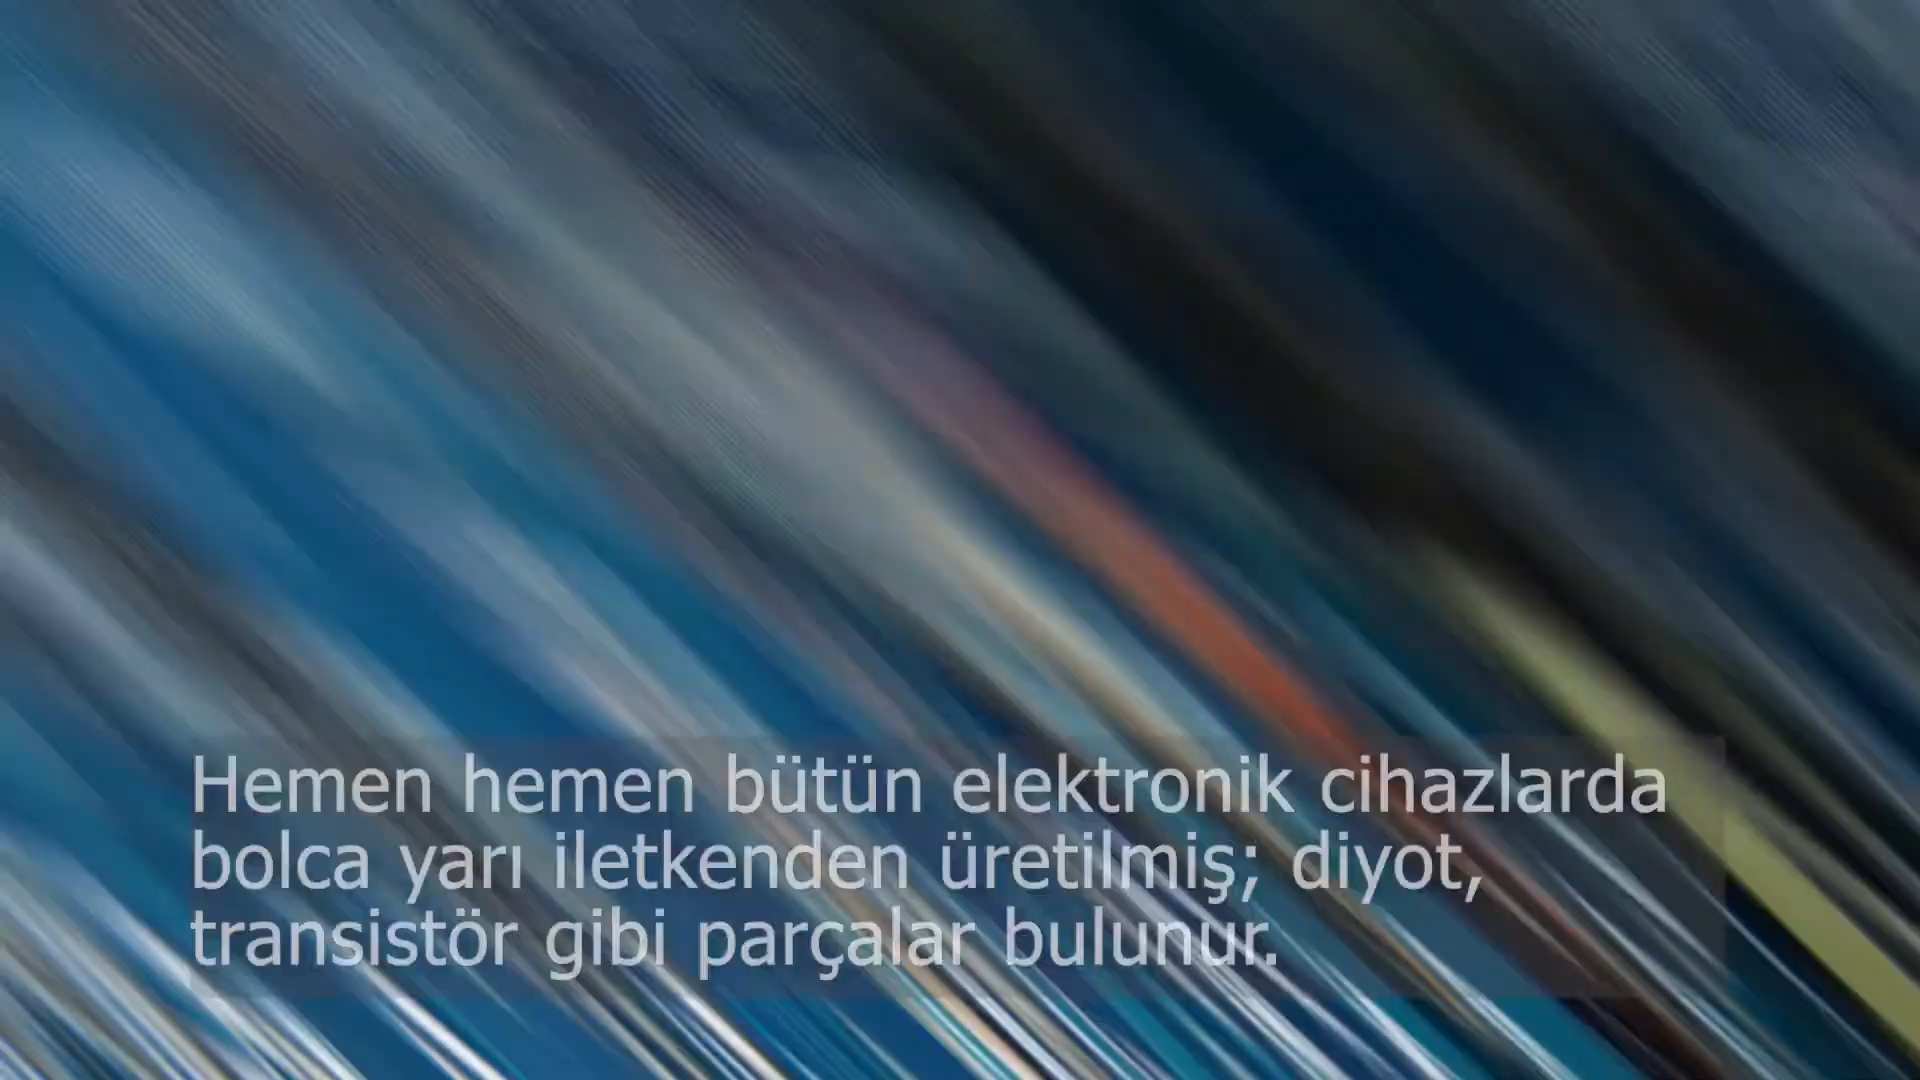 Hemen hemen bütün elektronik cihazlarda
bolca yarı iletkenden üretilmiş; diyot,
transistör gibi parçalar bulunur.